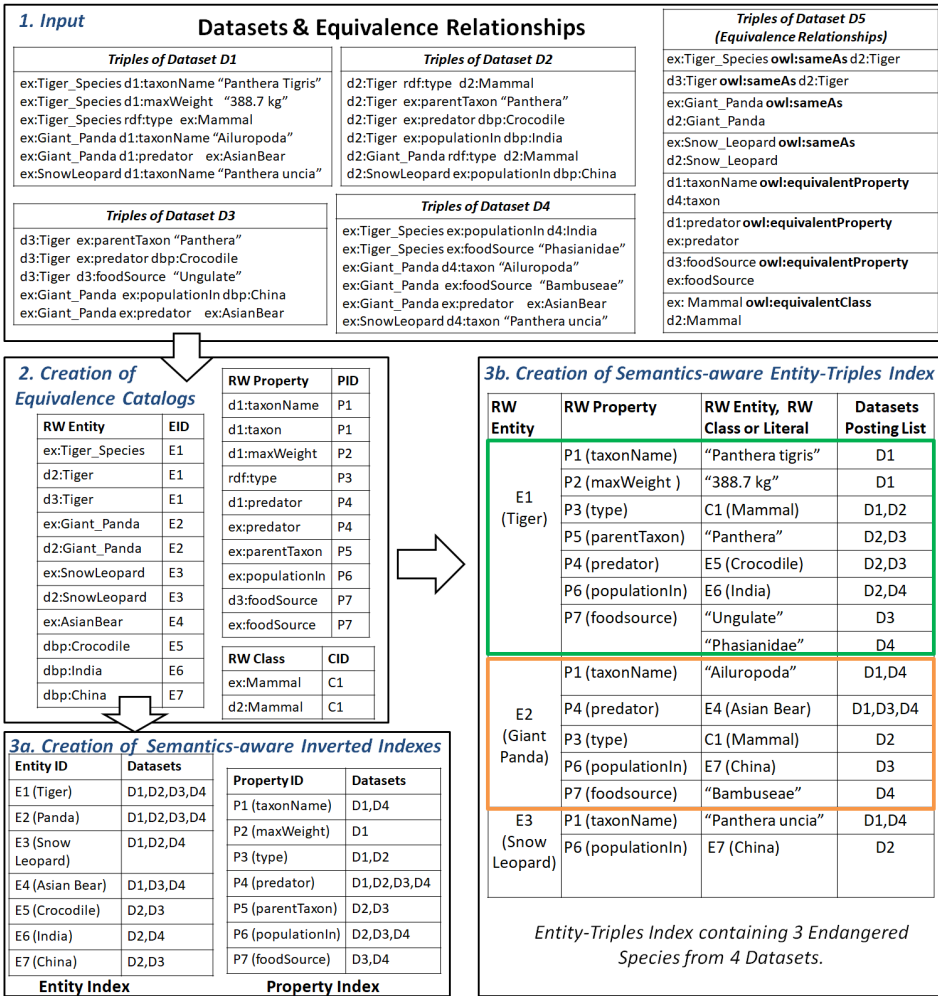 1. Input
Datasets & Equivalence Relationships
Triples of Dataset D1
ex:Tiger_Species d1:taxonName “Panthera Tigris”
ex:Tiger_Species d1:maxWeight “388.7 kg”
ex:Tiger_Species rdf:type ex:Mammal
ex:Giant_Panda d1:taxonName “Ailuropoda”
ex:Giant_Panda d1:predator ex:AsianBear
ex:SnowLeopard d1:taxonName “Panthera uncia”
Triples of Dataset D2
d2:Tiger rdf:type d2:Mammal
d2:Tiger ex:parentTaxon “Panthera”
d2:Tiger ex:predator dbp:Crocodile
d2:Tiger ex:populationIn dbp:India
d2:Giant_Panda rdf:type d2:Mammal
d2:SnowLeopard ex:populationIn dbp:China
Triples of Dataset D3
d3:Tiger ex:parentTaxon “Panthera”
d3:Tiger ex:predator dbp:Crocodile
d3:Tiger d3:foodSource “Ungulate”
ex:Giant_Panda ex:populationIn dbp:China
ex:Giant_Panda ex:predator ex:AsianBear
Triples of Dataset D4
ex:Tiger_Species ex:populationIn d4:India
ex:Tiger_Species ex:foodSource “Phasianidae”
ex:Giant_Panda d4:taxon “Ailuropoda”
ex:Giant_Panda ex:foodSource “Bambuseae”
ex:Giant_Panda ex:predator ex:AsianBear
ex:SnowLeopard d4:taxon “Panthera uncia”
Triples of Dataset D5
(Equivalence Relationships)
ex:Tiger_Species owl:sameAs d2:Tiger
d3:Tiger owl:sameAs d2:Tiger
ex:Giant_Panda owl:sameAs
d2:Giant_Panda
ex:Snow_Leopard owl:sameAs
d2:Snow_Leopard
d1:taxonName owl:equivalentProperty
d4:taxon
d1:predator owl:equivalentProperty
ex:predator
d3:foodSource owl:equivalentProperty
ex:foodSource
ex: Mammal owl:equivalentClass
d2:Mammal
2. Creation of
Equivalence Catalogs
RW Entity EID
ex:Tiger_Species E1
d2:Tiger E1
d3:Tiger E1
ex:Giant_Panda E2
d2:Giant_Panda E2
ex:SnowLeopard E3
d2:SnowLeopard E3
ex:AsianBear E4
dbp:Crocodile E5
dbp:India E6
dbp:China E7
RW Property PID
d1:taxonName P1
d1:taxon P1
d1:maxWeight P2
rdf:type P3
d1:predator P4
ex:predator P4
ex:parentTaxon P5
ex:populationIn P6
d3:foodSource P7
ex:foodSource P7
RW Class CID
ex:Mammal C1
d2:Mammal C1
3a. Creation of Semantics-aware Inverted Indexes
Entity ID Datasets
E1 (Tiger) D1,D2,D3,D4
E2 (Panda) D1,D2,D3,D4
E3 (Snow D1,D2,D4
Leopard)
E4 (Asian Bear) D1,D3,D4
E5 (Crocodile) D2,D3
E6 (India) D2,D4
E7 (China) D2,D3
Entity Index
Property ID Datasets
P1 (taxonName) D1,D4
P2 (maxWeight) D1
P3 (type) D1,D2
P4 (predator) D1,D2,D3,D4
P5 (parentTaxon) D2,D3
P6 (populationIn) D2,D3,D4
P7 (foodSource) D3,D4
Property Index
3b. Creation of Semantics-aware Entity-Triples Index
RW RW Property RW Entity, RW Datasets
Entity Class or Literal Posting List
P1 (taxonName) “Panthera tigris” D1
P2 (maxWeight ) “388.7 kg” D1
E1 P3 (type) C1 (Mammal) D1,D2
(Tiger) P5 (parentTaxon) “Panthera” D2,D3
P4 (predator) E5 (Crocodile) D2,D3
P6 (populationIn) E6 (India) D2,D4
P7 (foodsource) “Ungulate” D3
“Phasianidae” D4
P1 (taxonName) “Ailuropoda” D1,D4
E2 P4 (predator) E4 (Asian Bear) D1,D3,D4
(Giant P3 (type) C1 (Mammal) D2
Panda) P6 (populationIn) E7 (China) D3
P7 (foodsource) “Bambuseae” D4
E3 P1 (taxonName) “Panthera uncia” D1,D4
(Snow P6 (populationIn) E7 (China) D2
Leopard)
Entity-Triples Index containing 3 Endangered
Species from 4 Datasets.